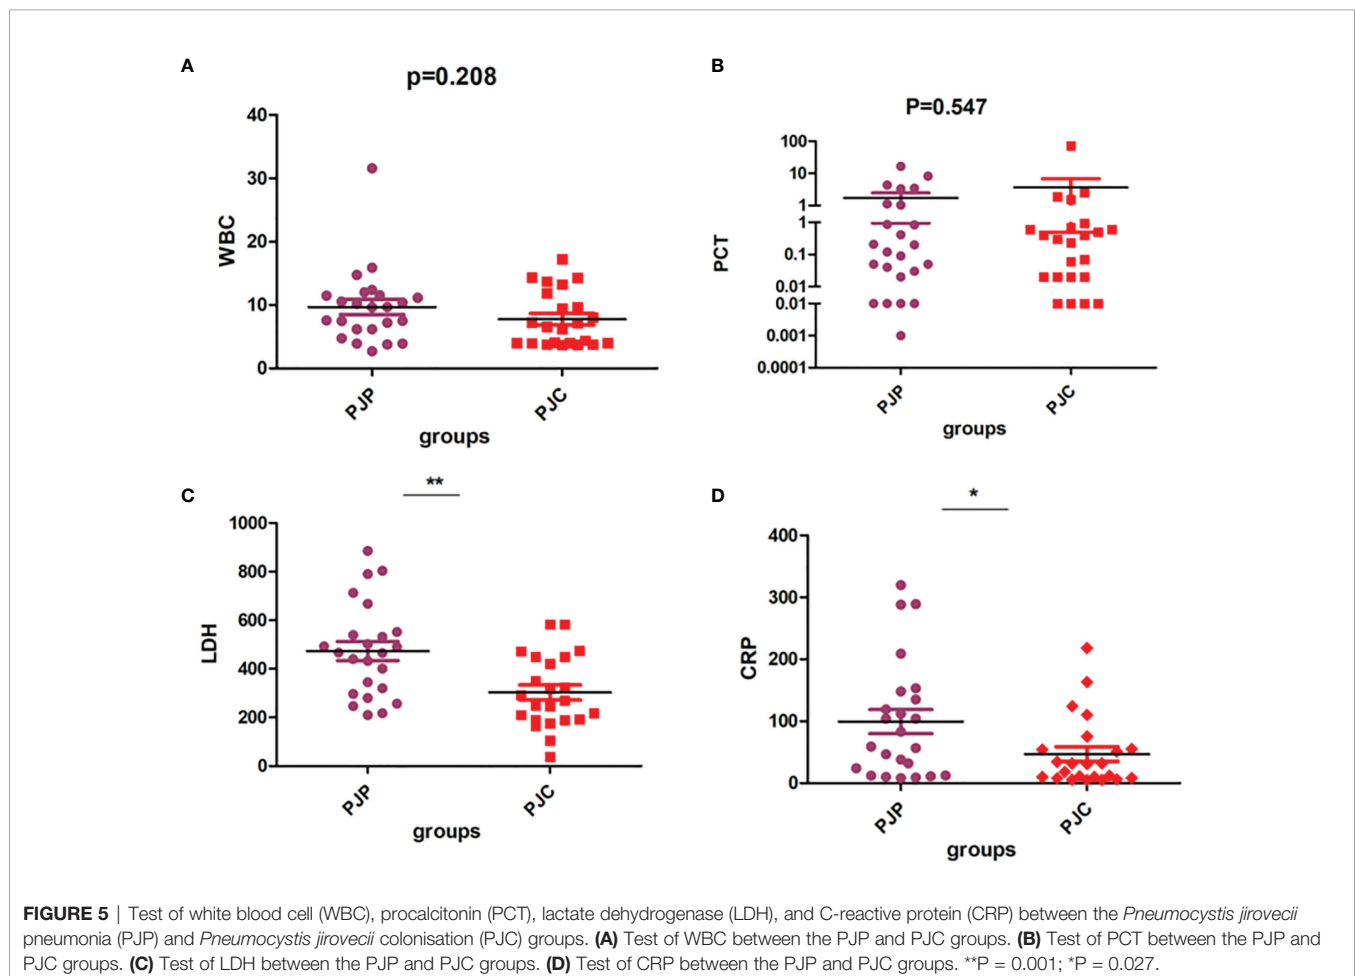 A
p=0.208
40
30
20
10
0
WBC
PJP
PJC
groups
B
P=0.547
100
10
1
1
0.1
0.01
0.01
0.001
0.0001
PCT
PJP
PJC
groups
C
**
1000
800
600
400
200
0
LDH
PJP
PJC
groups
D
*
400
300
200
100
0
CRP
PJP
PJC
groups
FIGURE 5 | Test of white blood cell (WBC), procalcitonin (PCT), lactate dehydrogenase (LDH), and C-reactive protein (CRP) between the Pneumocystis jirovecii
pneumonia (PJP) and Pneumocystis jirovecii colonisation (PJC) groups. (A) Test of WBC between the PJP and PJC groups. (B) Test of PCT between the PJP and
PJC groups. (C) Test of LDH between the PJP and PJC groups. (D) Test of CRP between the PJP and PJC groups. **P = 0.001; *P = 0.027.